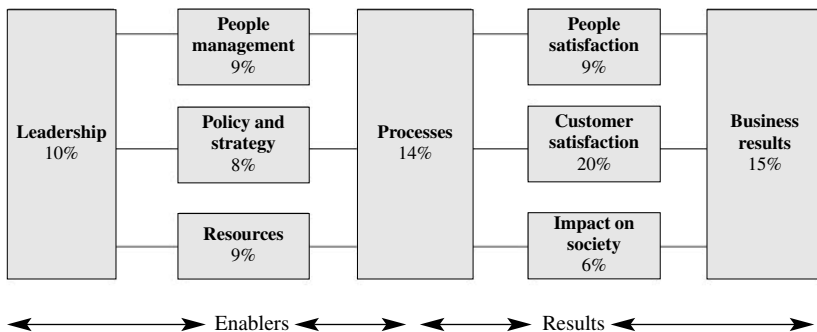 Leadership
10%
People
management
9%
Policy and
strategy
8%
Resources
9%
Processes
14%
People
satisfaction
9%
Customer
satisfaction
20%
Impact on
society
6%
Business
results
15%
Enablers
Results